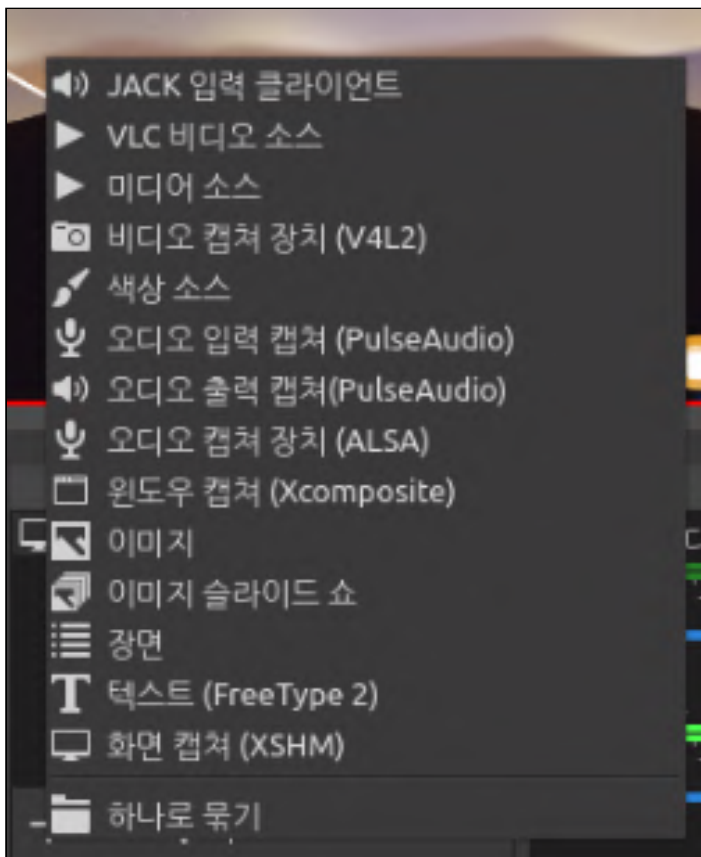 JACK 입력 클라이언트
VLC 비디오 소스
미디어 소스
비디오 캡쳐 장치 (V4L2)
색상 소스
오디오 입력 캡쳐 (PulseAudio)
오디오 출력 캡쳐(PulseAudio)
오디오 캡쳐 장치 (ALSA)
윈도우 캡쳐 (Xcomposite)
이미지
이미지 슬라이드 쇼
장면
텍스트 (FreeType 2)
화면 캡쳐 (XSHM)
하나로 묶기